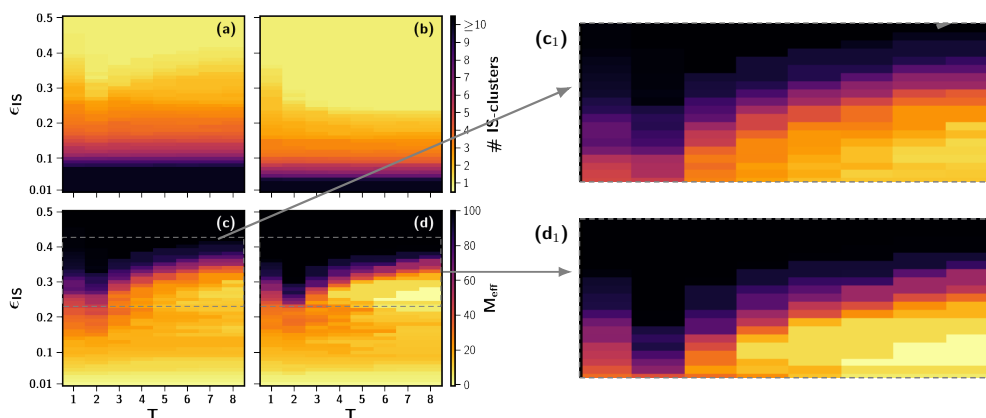 0.5
0.4
0.3
0.2
0.1
0.01
ϵIS
(a)
(b)
≥10
9
8
7
6
5
4
3
2
1
# IS-clusters
0.5
0.4
0.3
0.2
0.1
0.01
ϵIS
(c)
(d)
1 2 3 4 5 6 7 8
T
1 2 3 4 5 6 7 8
T
100
80
60
40
20
0
Meff
(c1)
(d1)